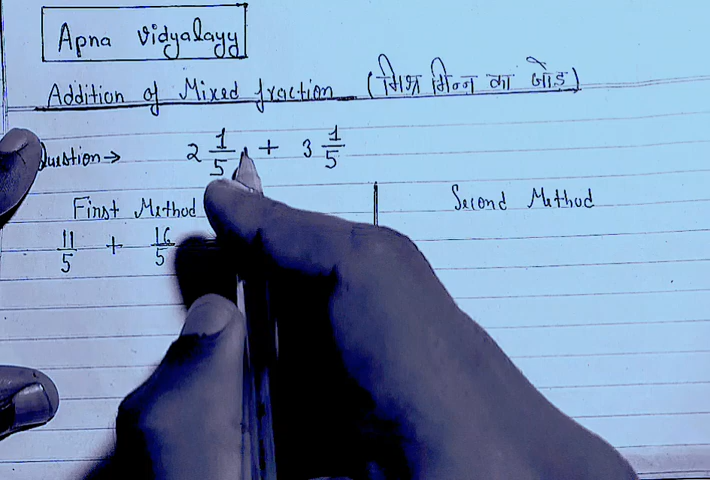 Apna Vidyalayy
Addition of Mixed fraction (मिश्र भिन्न का जोड़)
Question→ 2 1/5 + 3 1/5
First Method Second Method
11/5 + 16/5